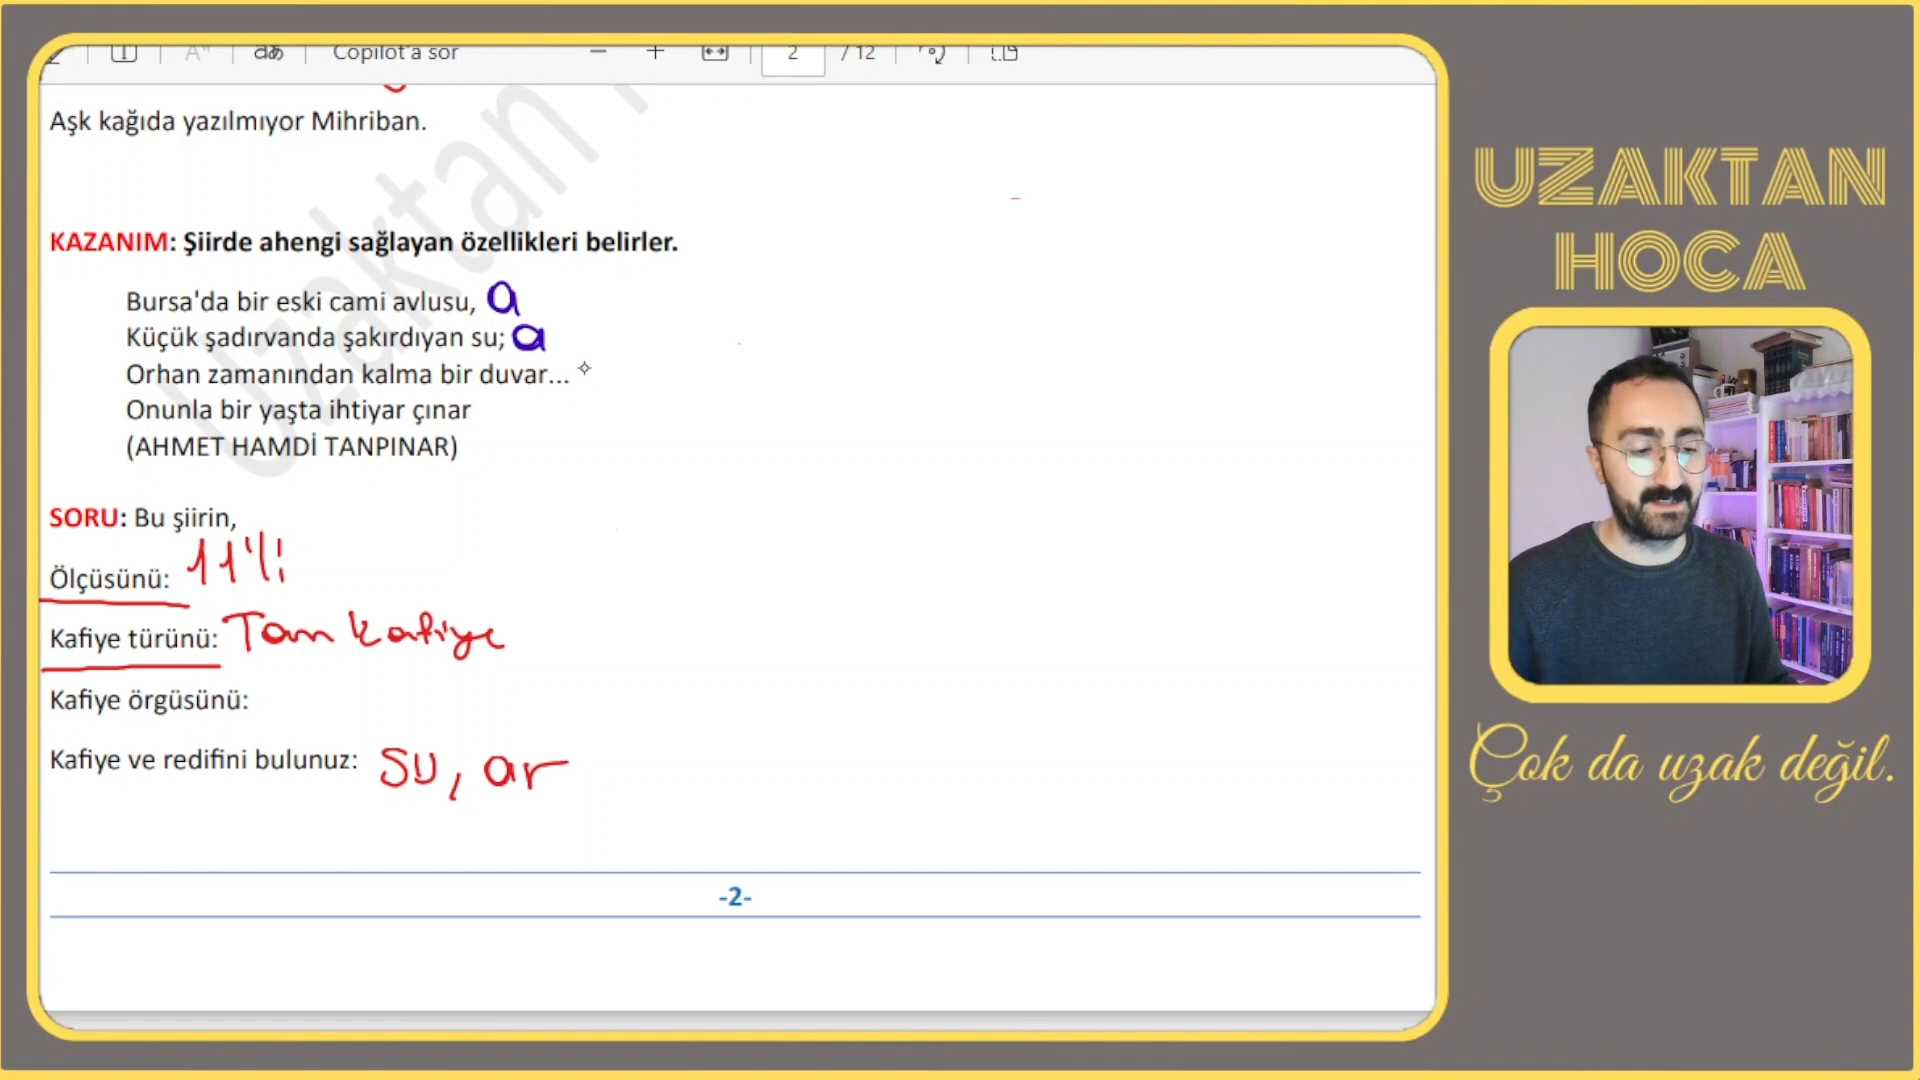 Copilot'a sor
2 / 12
Aşk kağıda yazılmıyor Mihriban.
KAZANIM: Şiirde ahengi sağlayan özellikleri belirler.
Bursa'da bir eski cami avlusu, a
Küçük şadırvanda şakırdıyan su; a
Orhan zamanından kalma bir duvar...
Onunla bir yaşta ihtiyar çınar
(AHMET HAMDİ TANPINAR)
SORU: Bu şiirin,
Ölçüsünü: 11'li
Kafiye türünü: Tam kafiye
Kafiye örgüsünü:
Kafiye ve redifini bulunuz: su, ar
-2-
Uzaktan
UZAKTAN
HOCA
Çok da uzak değil.